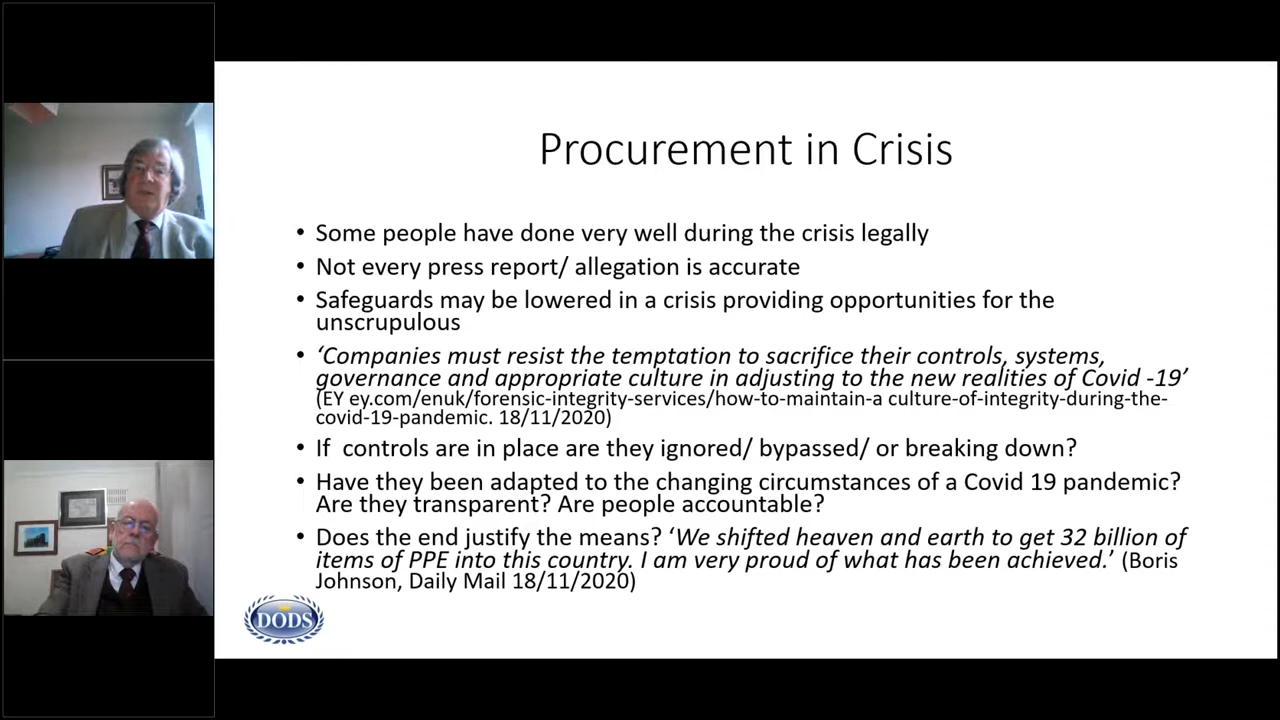 Procurement in Crisis
• Some people have done very well during the crisis legally
• Not every press report/ allegation is accurate
• Safeguards may be lowered in a crisis providing opportunities for the
unscrupulous
• ‘Companies must resist the temptation to sacrifice their controls, systems,
governance and appropriate culture in adjusting to the new realities of Covid -19’
(EY ey.com/enuk/forensic-integrity-services/how-to-maintain-a culture-of-integrity-during-the-
covid-19-pandemic. 18/11/2020)
• If  controls are in place are they ignored/ bypassed/ or breaking down?
• Have they been adapted to the changing circumstances of a Covid 19 pandemic?
Are they transparent? Are people accountable?
• Does the end justify the means? ‘We shifted heaven and earth to get 32 billion of
items of PPE into this country. I am very proud of what has been achieved.’ (Boris
Johnson, Daily Mail 18/11/2020)
DODS